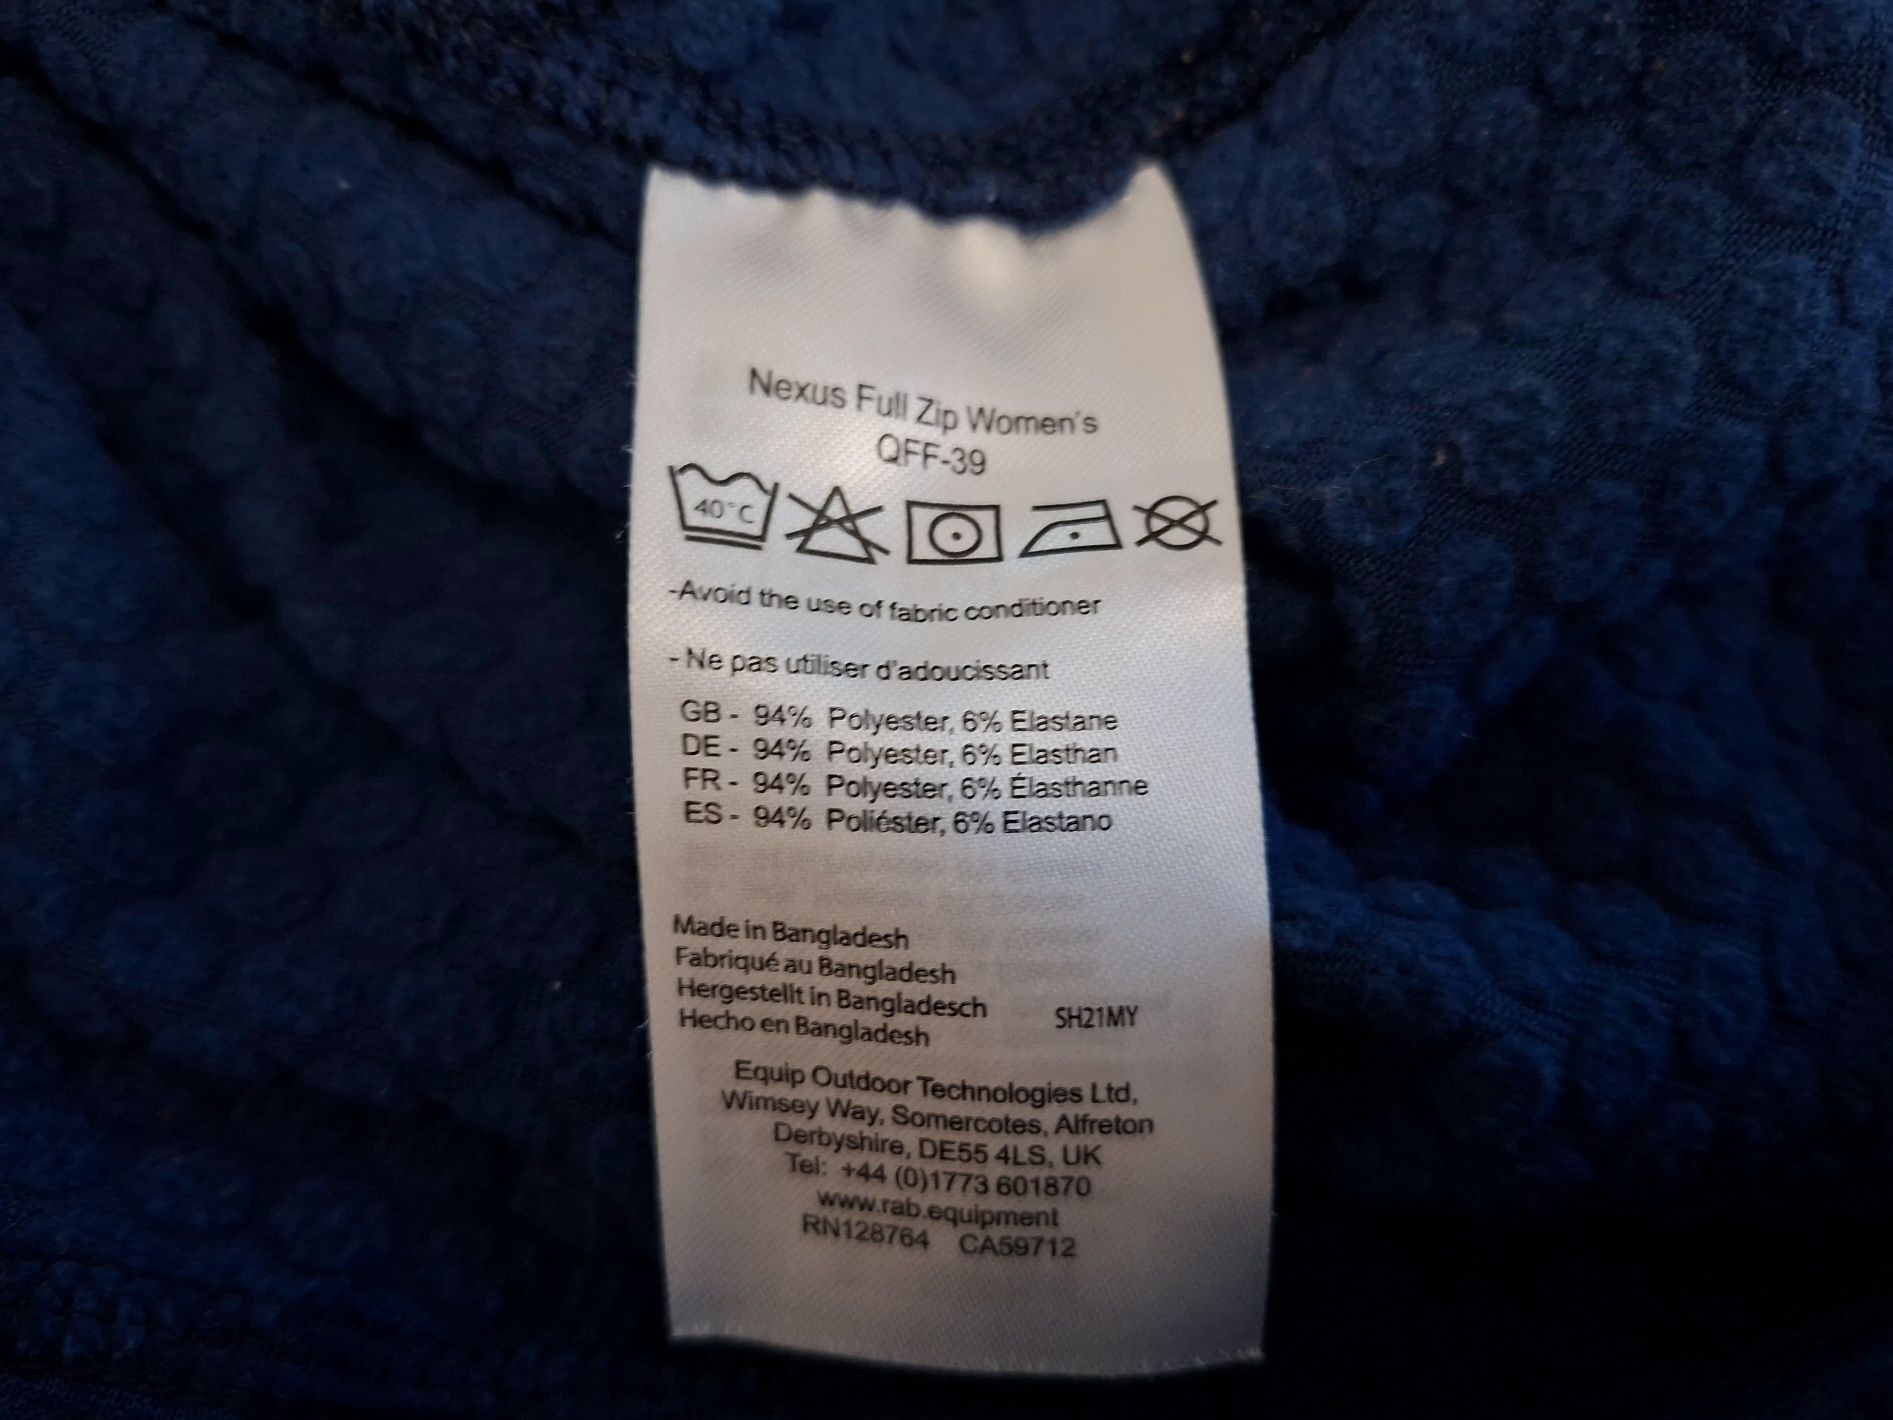 Nexus Full Zip Women's
QFF-39
40°C
-Avoid the use of fabric conditioner
- Ne pas utiliser d'adoucissant
GB - 94% Polyester, 6% Elastane
DE - 94% Polyester, 6% Elasthan
FR - 94% Polyester, 6% Élasthanne
ES - 94% Poliéster, 6% Elastano
Made in Bangladesh
Fabriqué au Bangladesh
Hergestellt in Bangladesch
SH21MY
Hecho en Bangladesh
Equip Outdoor Technologies Ltd,
Wimsey Way, Somercotes, Alfreton
Derbyshire, DE55 4LS, UK
Tel: +44 (0)1773 601870
www.rab.equipment
RN128764 CA59712